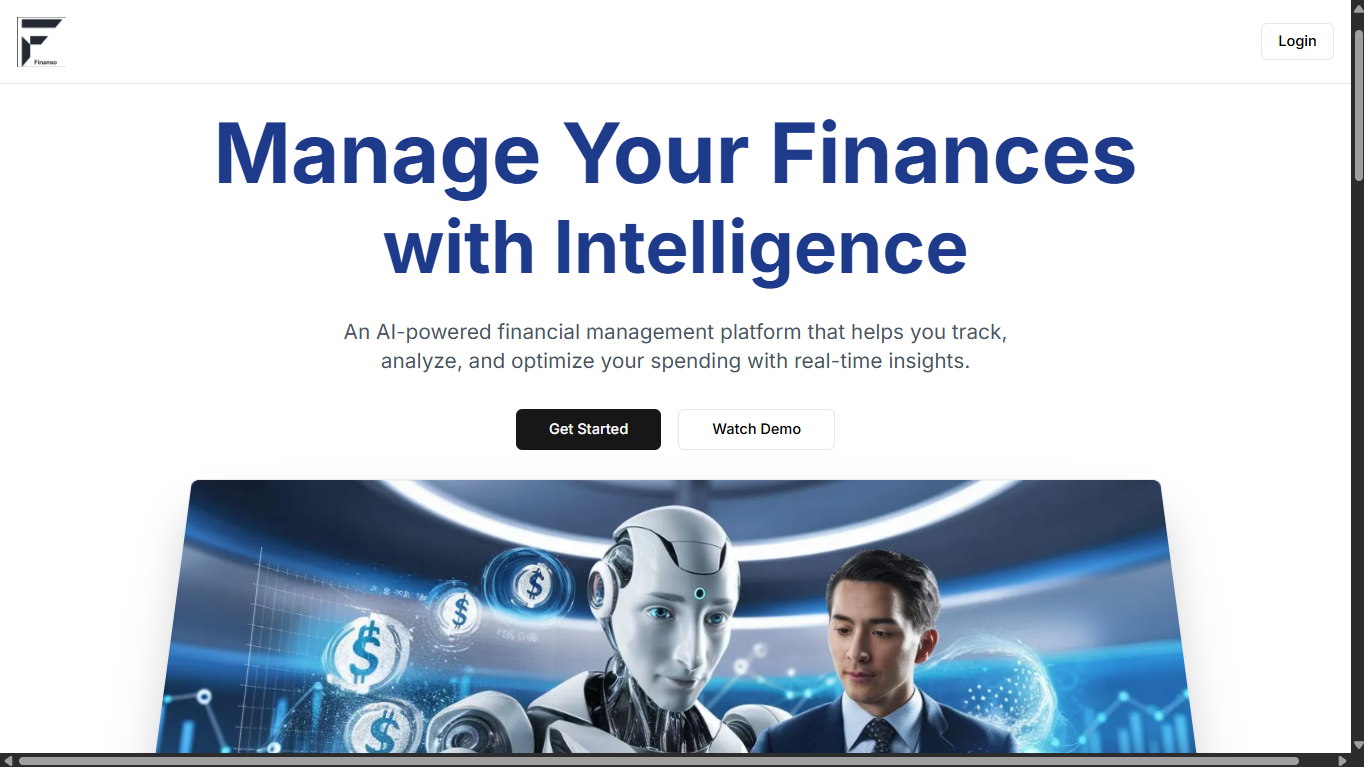 Finanso
Login
Manage Your Finances
with Intelligence
An AI-powered financial management platform that helps you track,
analyze, and optimize your spending with real-time insights.
Get Started
Watch Demo
$
$
$
$